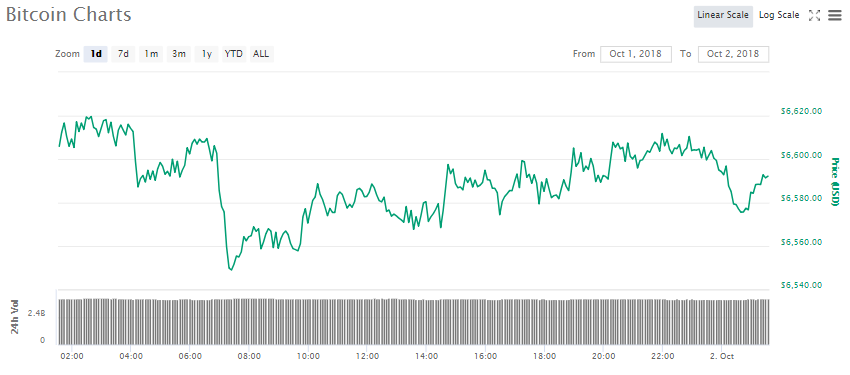 Bitcoin Charts
Linear Scale Log Scale
Zoom 1d 7d 1m 3m 1y YTD ALL From Oct 1, 2018 To Oct 2, 2018
$6,620.00
$6,600.00
$6,580.00
$6,560.00
$6,540.00
Price (USD)
24h Vol
2.4B
0
02:00 04:00 06:00 08:00 10:00 12:00 14:00 16:00 18:00 20:00 22:00 2. Oct